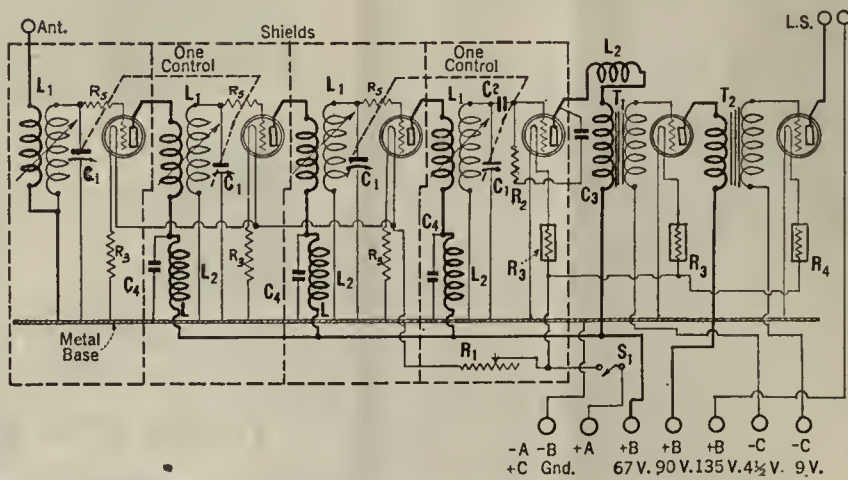 Ant.
Shields
L.S.
One
Control
One
Control
L₂
L₁
R₅
L₁
R₅
L₁
R₅
L₁
C₂
T₁
T₂
C₁
C₁
C₁
C₁
R₂
C₃
R₃
C₄
L₂
R₃
C₄
L₂
R₃
C₄
L₂
R₃
R₃
R₄
L
L
Metal
Base
R₁
S₁
-A -B +A +B +B +B -C -C
+C Gnd. 67 V. 90 V. 135 V. 4½ V. 9 V.